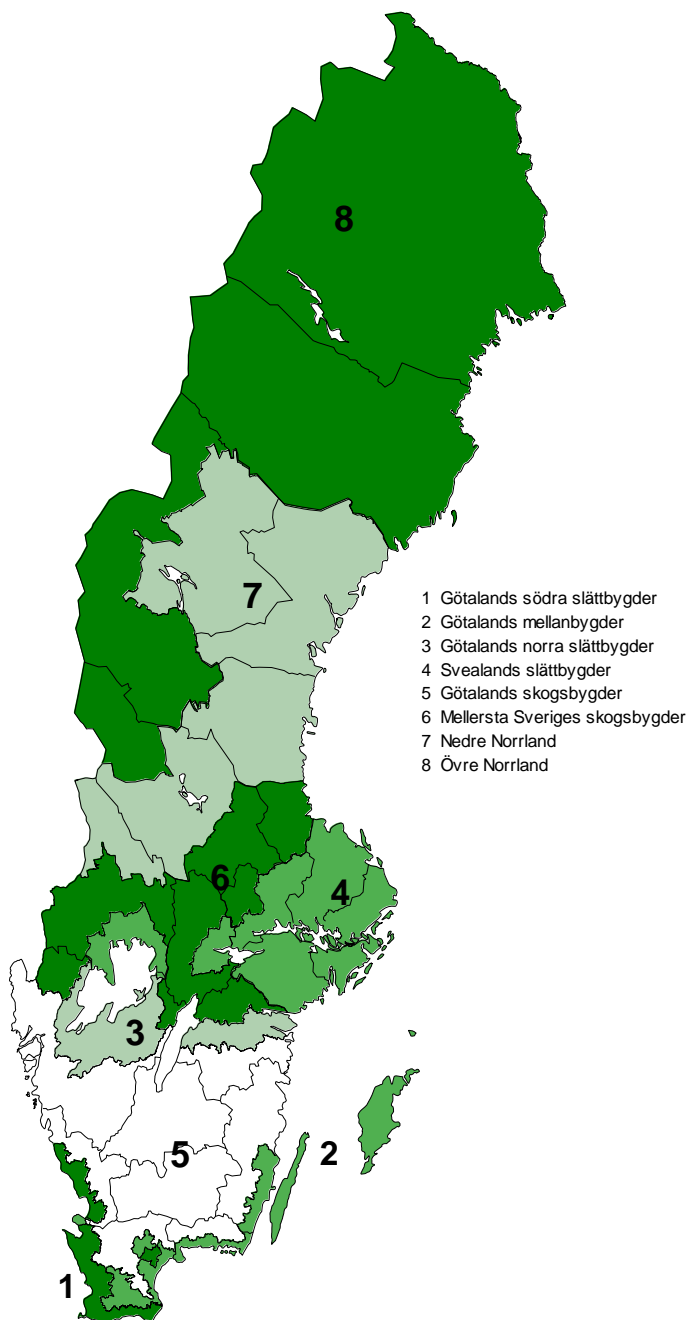 8
7
1 Götalands södra slättbygder
2 Götalands mellanbygder
3 Götalands norra slättbygder
4 Svealands slättbygder
5 Götalands skogsbygder
6 Mellersta Sveriges skogsbygder
7 Nedre Norrland
8 Övre Norrland
6
4
3
5
2
1